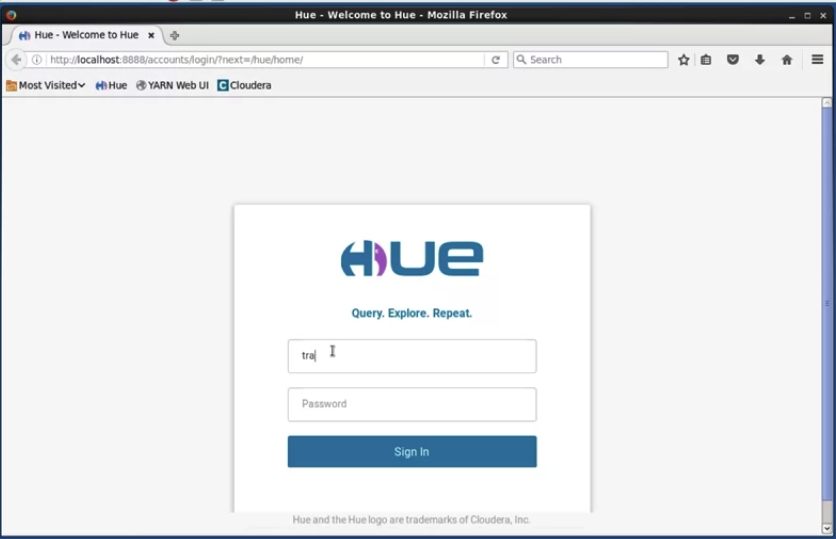 Hue - Welcome to Hue - Mozilla Firefox
Hue - Welcome to Hue
http://localhost:8888/accounts/login/?next=/hue/home/
Search
Most Visited Hue YARN Web UI Cloudera
HUE
Query. Explore. Repeat.
tra
Password
Sign In
Hue and the Hue logo are trademarks of Cloudera, Inc.